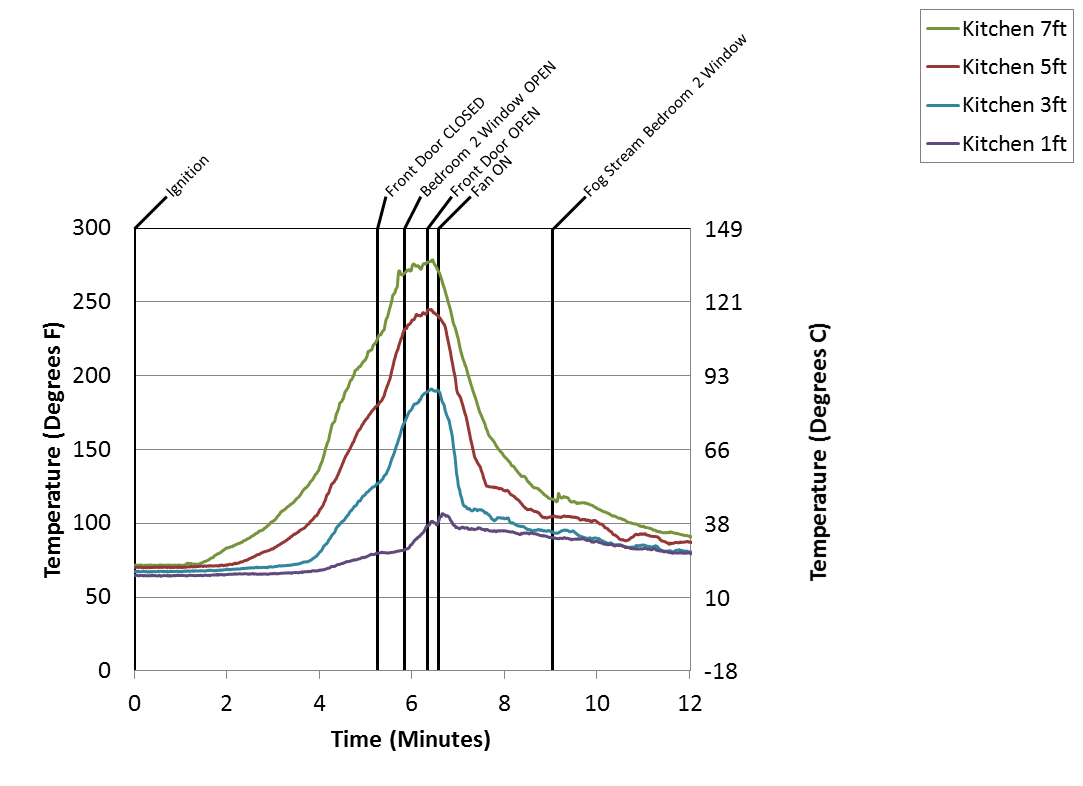 Kitchen 7ft
Kitchen 5ft
Kitchen 3ft
Kitchen 1ft
Ignition
Front Door CLOSED
Bedroom 2 Window OPEN
Front Door OPEN
Fan ON
Fog Stream Bedroom 2 Window
300
250
200
150
100
50
0
Temperature (Degrees F)
149
121
93
66
38
10
-18
Temperature (Degrees C)
0 2 4 6 8 10 12
Time (Minutes)